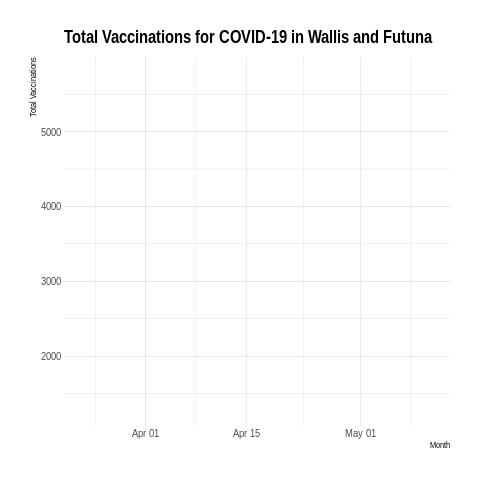 Total Vaccinations for COVID-19 in Wallis and Futuna
Total Vaccinations
5000
4000
3000
2000
Apr 01
Apr 15
May 01
Month